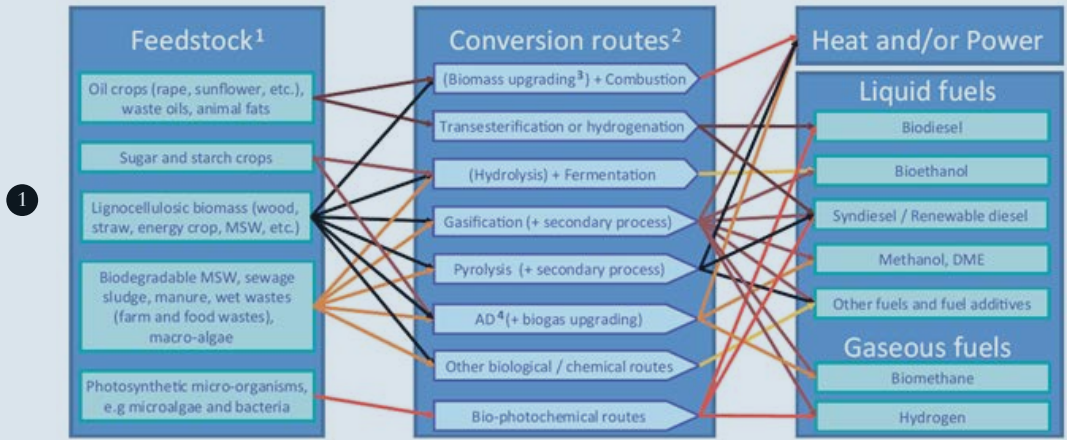 1
Feedstock1
Oil crops (rape, sunflower, etc.),
waste oils, animal fats
Sugar and starch crops
Lignocellulosic biomass (wood,
straw, energy crop, MSW, etc.)
Biodegradable MSW, sewage
sludge, manure, wet wastes
(farm and food wastes),
macro-algae
Photosynthetic micro-organisms,
e.g microalgae and bacteria
Conversion routes2
(Biomass upgrading3) + Combustion
Transesterification or hydrogenation
(Hydrolysis) + Fermentation
Gasification (+ secondary process)
Pyrolysis (+ secondary process)
AD4 (+ biogas upgrading)
Other biological / chemical routes
Bio-photochemical routes
Heat and/or Power
Liquid fuels
Biodiesel
Bioethanol
Syndiesel / Renewable diesel
Methanol, DME
Other fuels and fuel additives
Gaseous fuels
Biomethane
Hydrogen